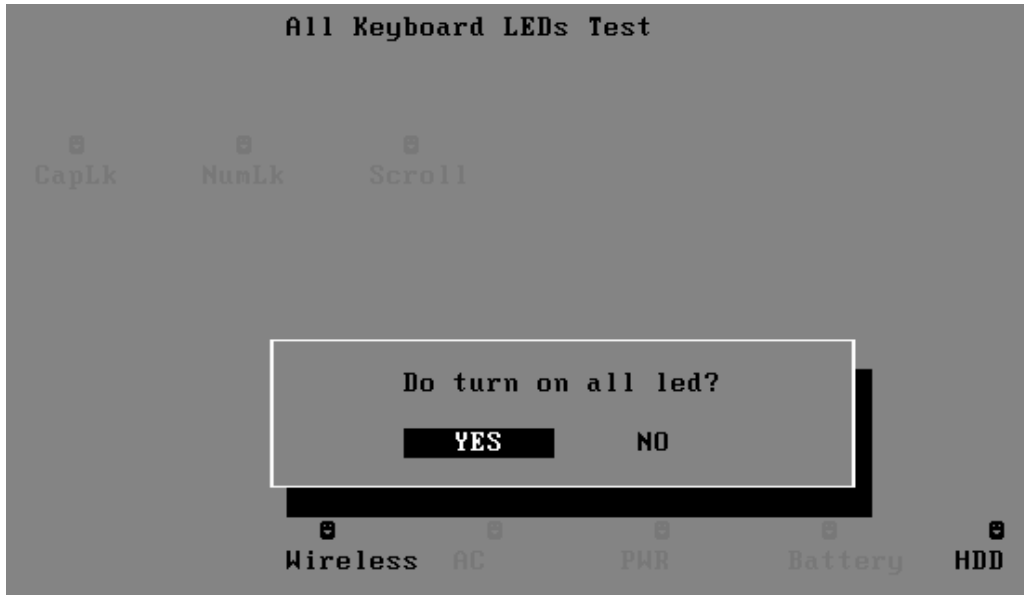 All Keyboard LEDs Test
CapLk NumLk Scroll
Do turn on all led?
YES NO
Wireless AC PWR Battery HDD